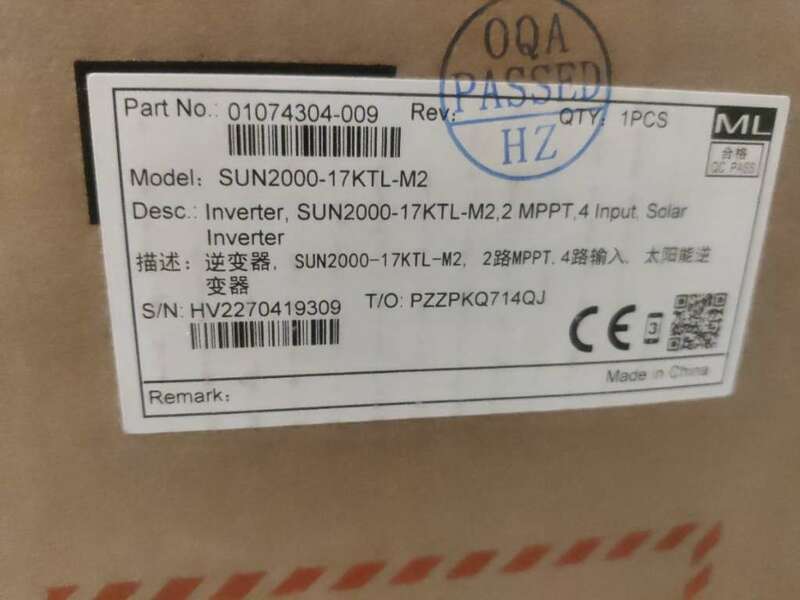 OQA
PASSED
HZ
Part No.: 01074304-009 Rev: QTY: 1PCS
ML
合格
QC PASS
Model: SUN2000-17KTL-M2
Desc.: Inverter, SUN2000-17KTL-M2,2 MPPT,4 Input, Solar
Inverter
描述: 逆变器, SUN2000-17KTL-M2, 2路MPPT,4路输入, 太阳能逆
变器
S/N: HV2270419309 T/O: PZZPKQ714QJ
CE 3
Made in China
Remark: